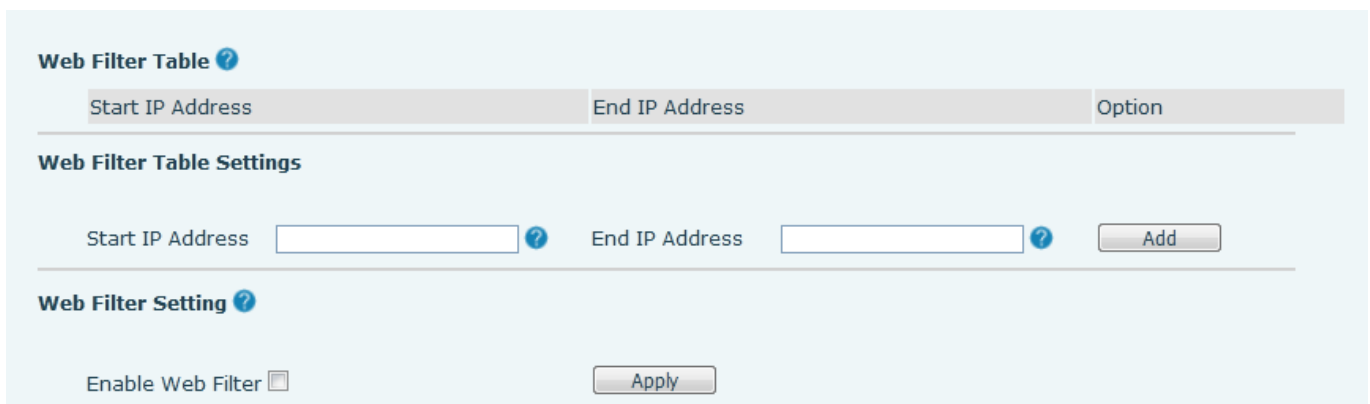 Web Filter Table ?
Start IP Address End IP Address Option
Web Filter Table Settings
Start IP Address ? End IP Address ? Add
Web Filter Setting ?
Enable Web Filter Apply